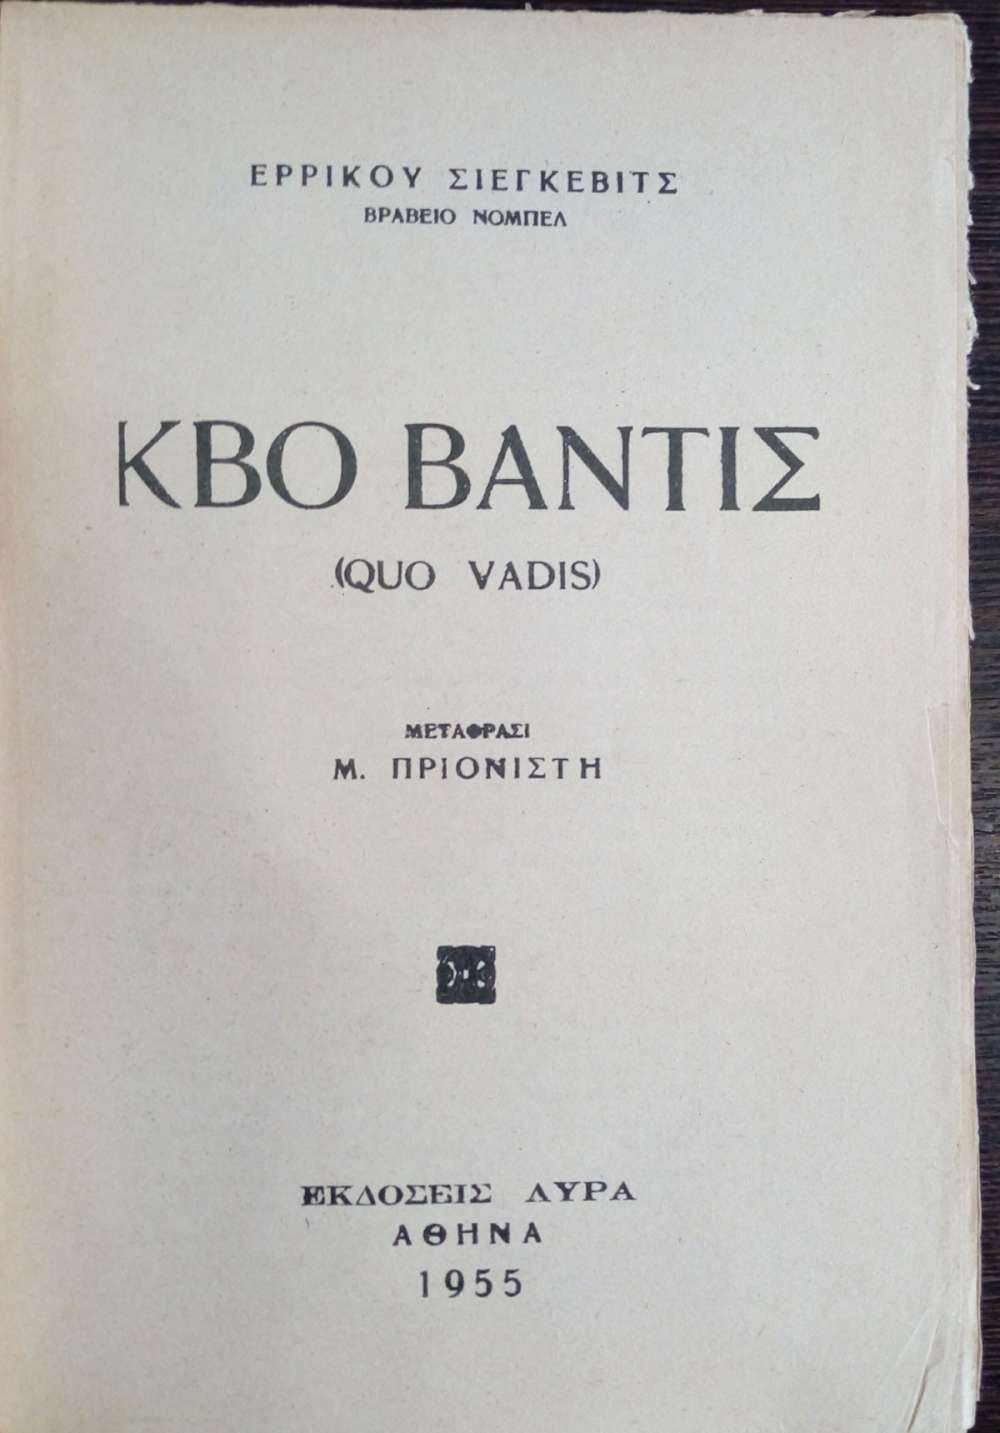 ΕΡΡΙΚΟΥ ΣΙΕΓΚΕΒΙΤΣ
ΒΡΑΒΕΙΟ ΝΟΜΠΕΛ
ΚΒΟ ΒΑΝΤΙΣ
(QUO VADIS)
ΜΕΤΑΦΡΑΣΙ
Μ. ΠΡΙΟΝΙΣΤΗ
ΕΚΔΟΣΕΙΣ ΛΥΡΑ
ΑΘΗΝΑ
1955